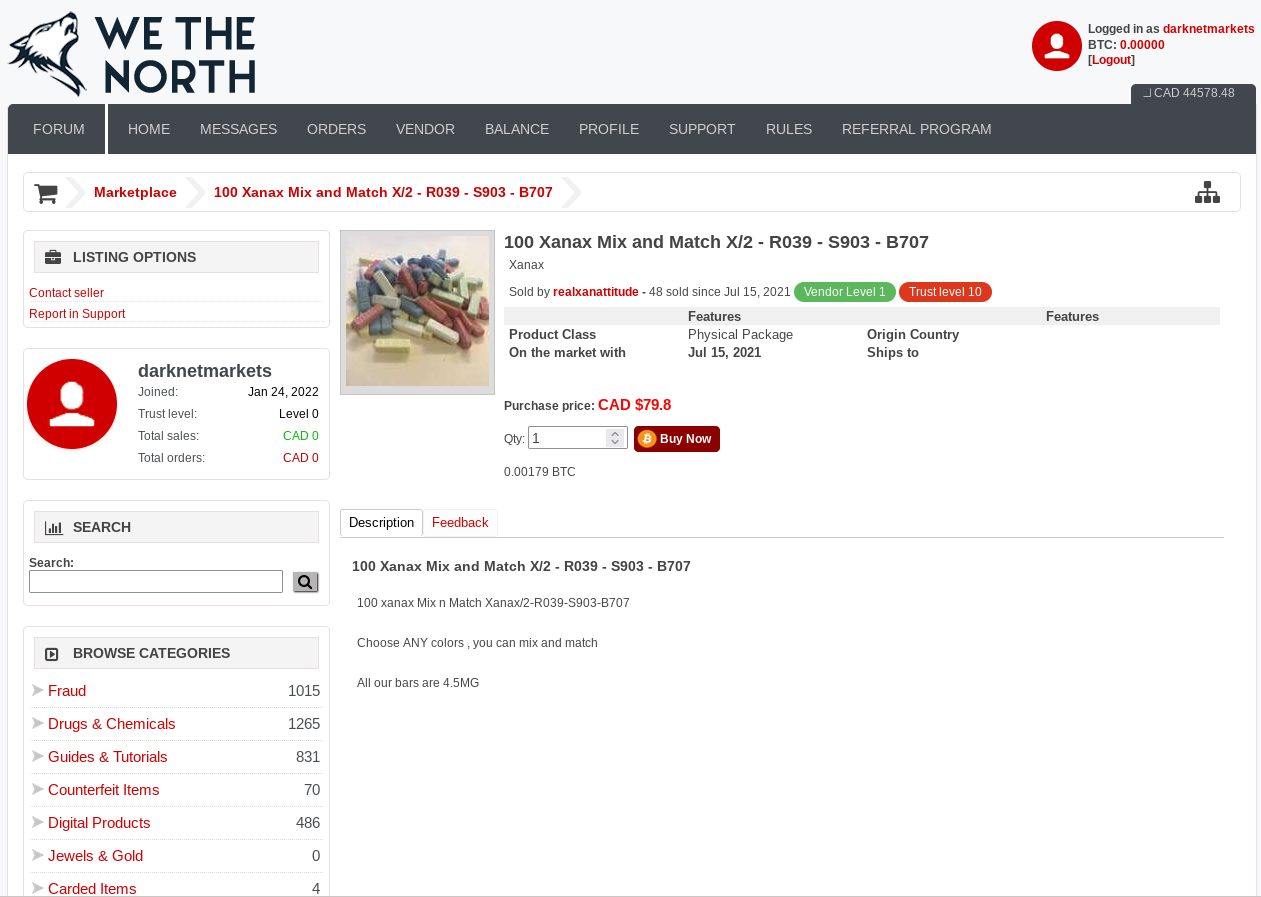 WE THE
NORTH
Logged in as darknetmarkets
BTC: 0.00000
[Logout]
CAD 44578.48
FORUM HOME MESSAGES ORDERS VENDOR BALANCE PROFILE SUPPORT RULES REFERRAL PROGRAM
Marketplace 100 Xanax Mix and Match X/2 - R039 - S903 - B707
LISTING OPTIONS
Contact seller
Report in Support
darknetmarkets
Joined: Jan 24, 2022
Trust level: Level 0
Total sales: CAD 0
Total orders: CAD 0
SEARCH
Search:
BROWSE CATEGORIES
Fraud 1015
Drugs & Chemicals 1265
Guides & Tutorials 831
Counterfeit Items 70
Digital Products 486
Jewels & Gold 0
Carded Items 4
100 Xanax Mix and Match X/2 - R039 - S903 - B707
Xanax
Sold by realxanattitude - 48 sold since Jul 15, 2021 Vendor Level 1 Trust level 10
Features Features
Product Class Physical Package Origin Country
On the market with Jul 15, 2021 Ships to
Purchase price: CAD $79.8
Qty: 1 Buy Now
0.00179 BTC
Description Feedback
100 Xanax Mix and Match X/2 - R039 - S903 - B707
100 xanax Mix n Match Xanax/2-R039-S903-B707
Choose ANY colors , you can mix and match
All our bars are 4.5MG